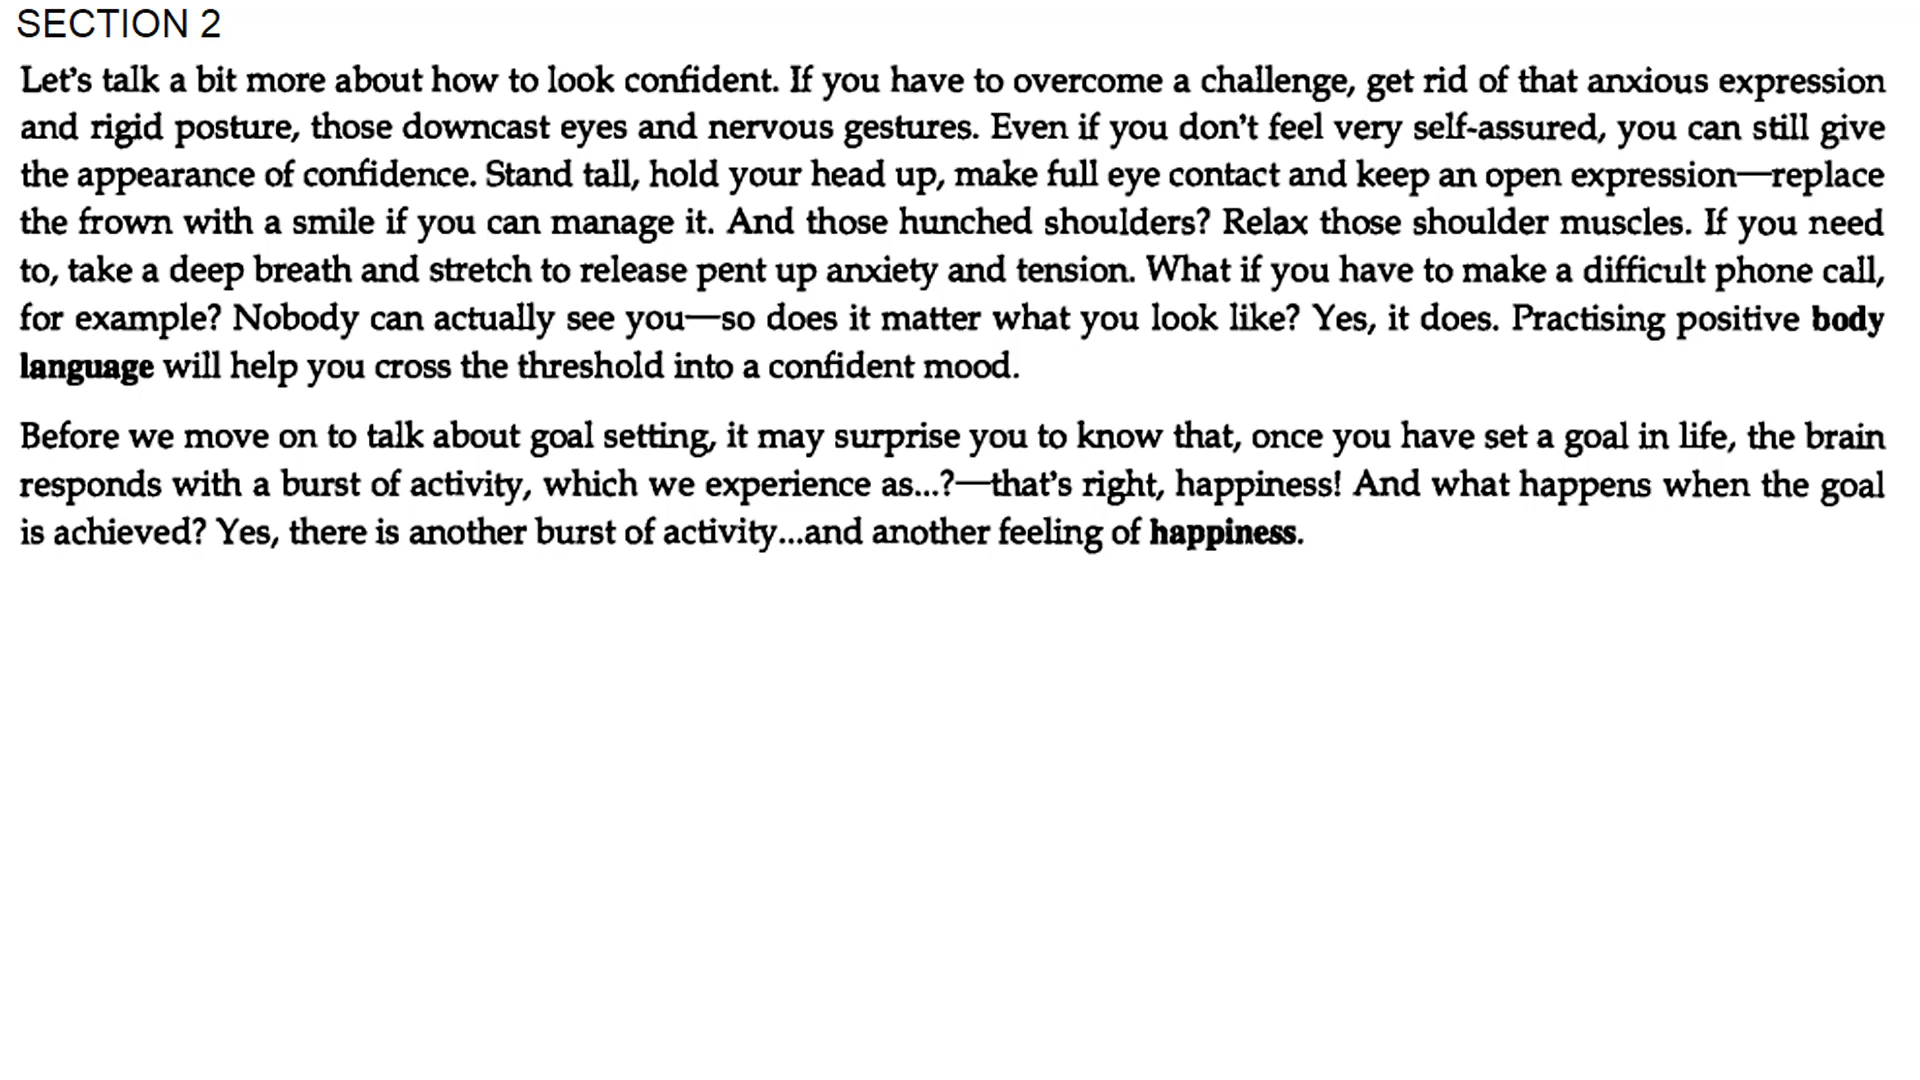 SECTION 2
Let's talk a bit more about how to look confident. If you have to overcome a challenge, get rid of that anxious expression
and rigid posture, those downcast eyes and nervous gestures. Even if you don't feel very self-assured, you can still give
the appearance of confidence. Stand tall, hold your head up, make full eye contact and keep an open expression—replace
the frown with a smile if you can manage it. And those hunched shoulders? Relax those shoulder muscles. If you need
to, take a deep breath and stretch to release pent up anxiety and tension. What if you have to make a difficult phone call,
for example? Nobody can actually see you—so does it matter what you look like? Yes, it does. Practising positive body
language will help you cross the threshold into a confident mood.
Before we move on to talk about goal setting, it may surprise you to know that, once you have set a goal in life, the brain
responds with a burst of activity, which we experience as...?—that's right, happiness! And what happens when the goal
is achieved? Yes, there is another burst of activity...and another feeling of happiness.